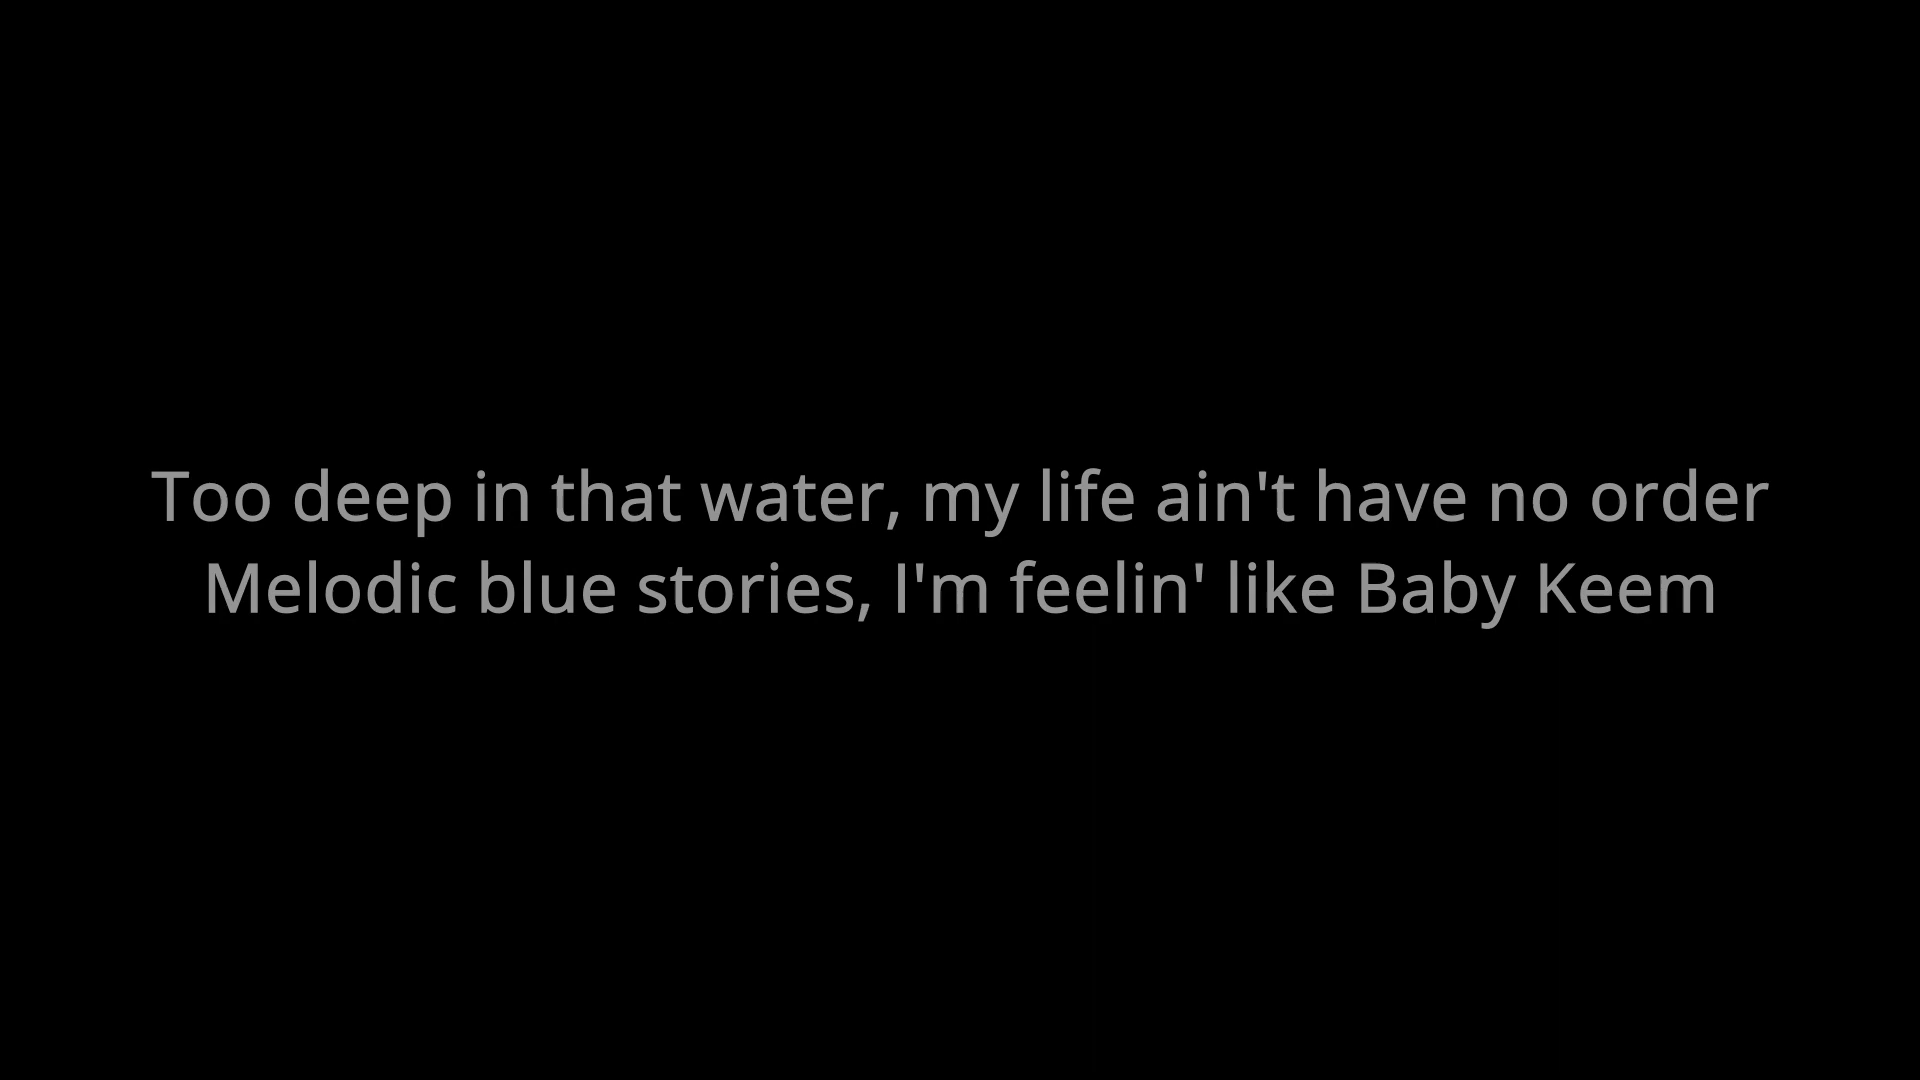 Too deep in that water, my life ain't have no order
Melodic blue stories, I'm feelin' like Baby Keem